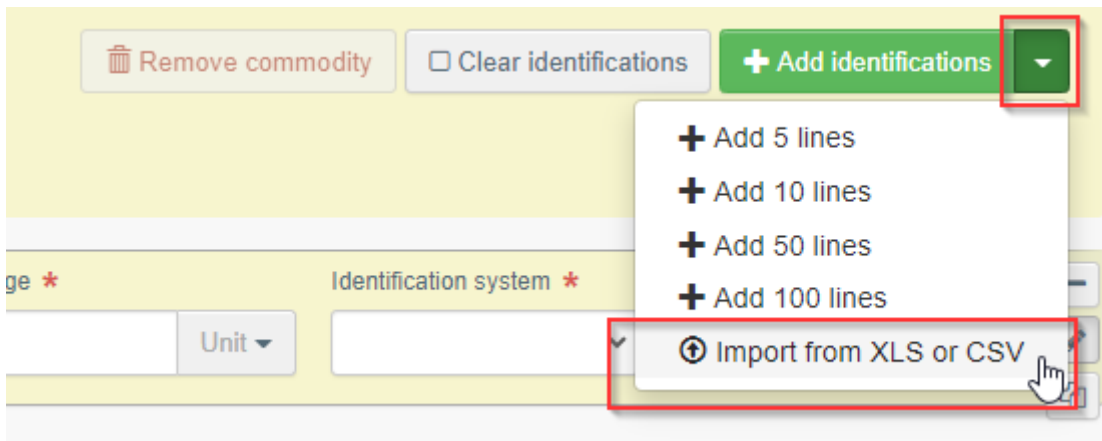 Remove commodity
Clear identifications
Add identifications
Add 5 lines
Add 10 lines
Add 50 lines
Add 100 lines
Import from XLS or CSV
ge *
Identification system *
Unit